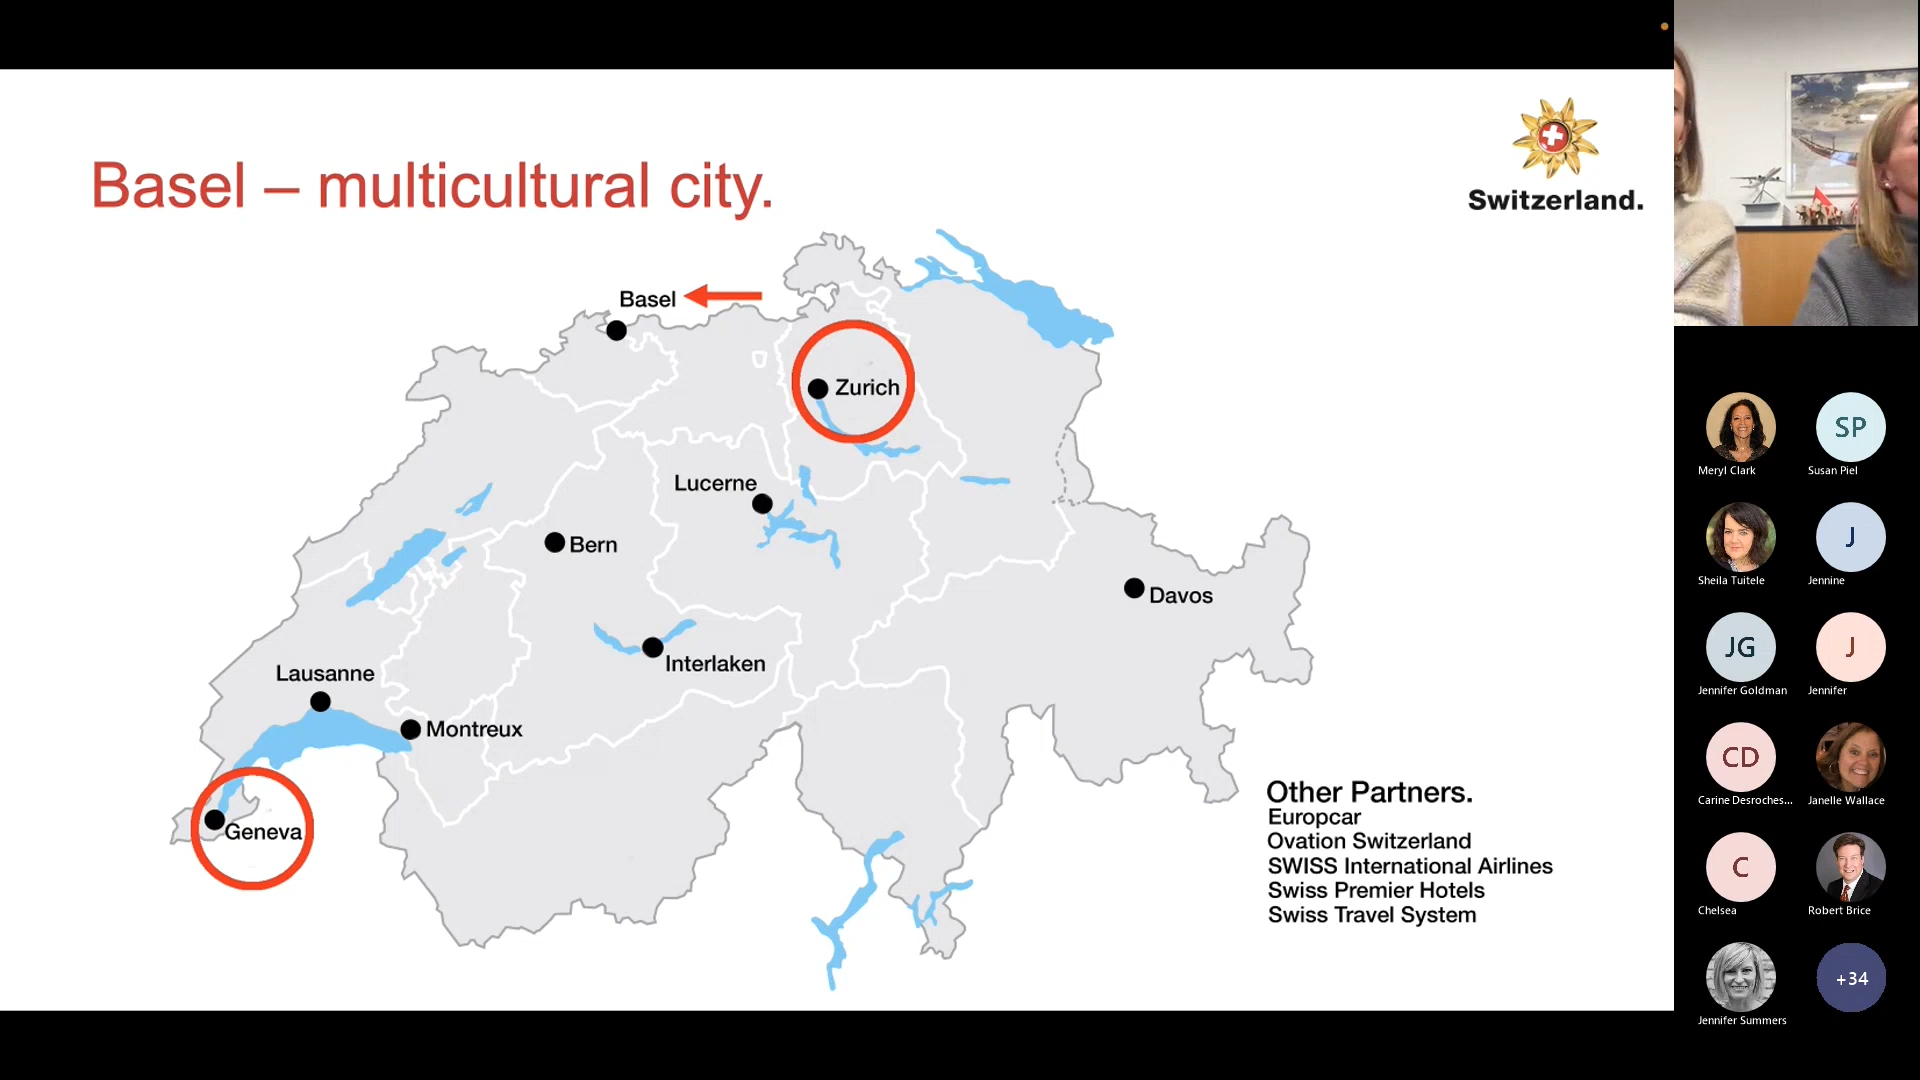 Switzerland.
Basel – multicultural city.
Basel
Zurich
Lucerne
Bern
Davos
Interlaken
Lausanne
Montreux
Geneva
Other Partners.
Europcar
Ovation Switzerland
SWISS International Airlines
Swiss Premier Hotels
Swiss Travel System
Meryl Clark
SP
Susan Piel
Sheila Tuitele
J
Jennine
JG
Jennifer Goldman
J
Jennifer
CD
Carine Desroches...
Janelle Wallace
C
Chelsea
Robert Brice
Jennifer Summers
+34